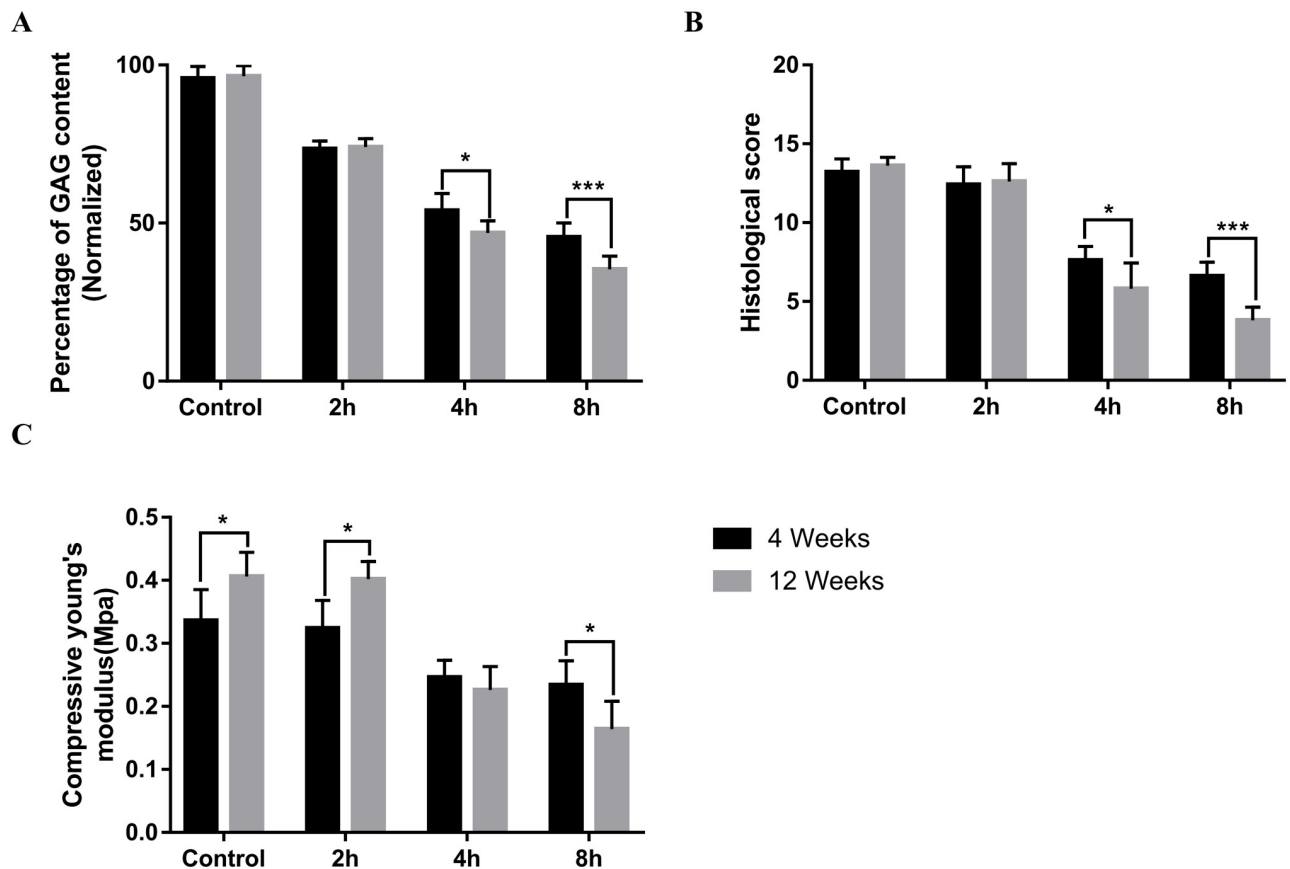 A
Percentage of GAG content
(Normalized)
100
50
0
*
***
Control 2h 4h 8h
B
Histological score
20
15
10
5
0
*
***
Control 2h 4h 8h
C
Compressive young's
modulus(Mpa)
0.5
0.4
0.3
0.2
0.1
0.0
*
*
*
Control 2h 4h 8h
4 Weeks
12 Weeks